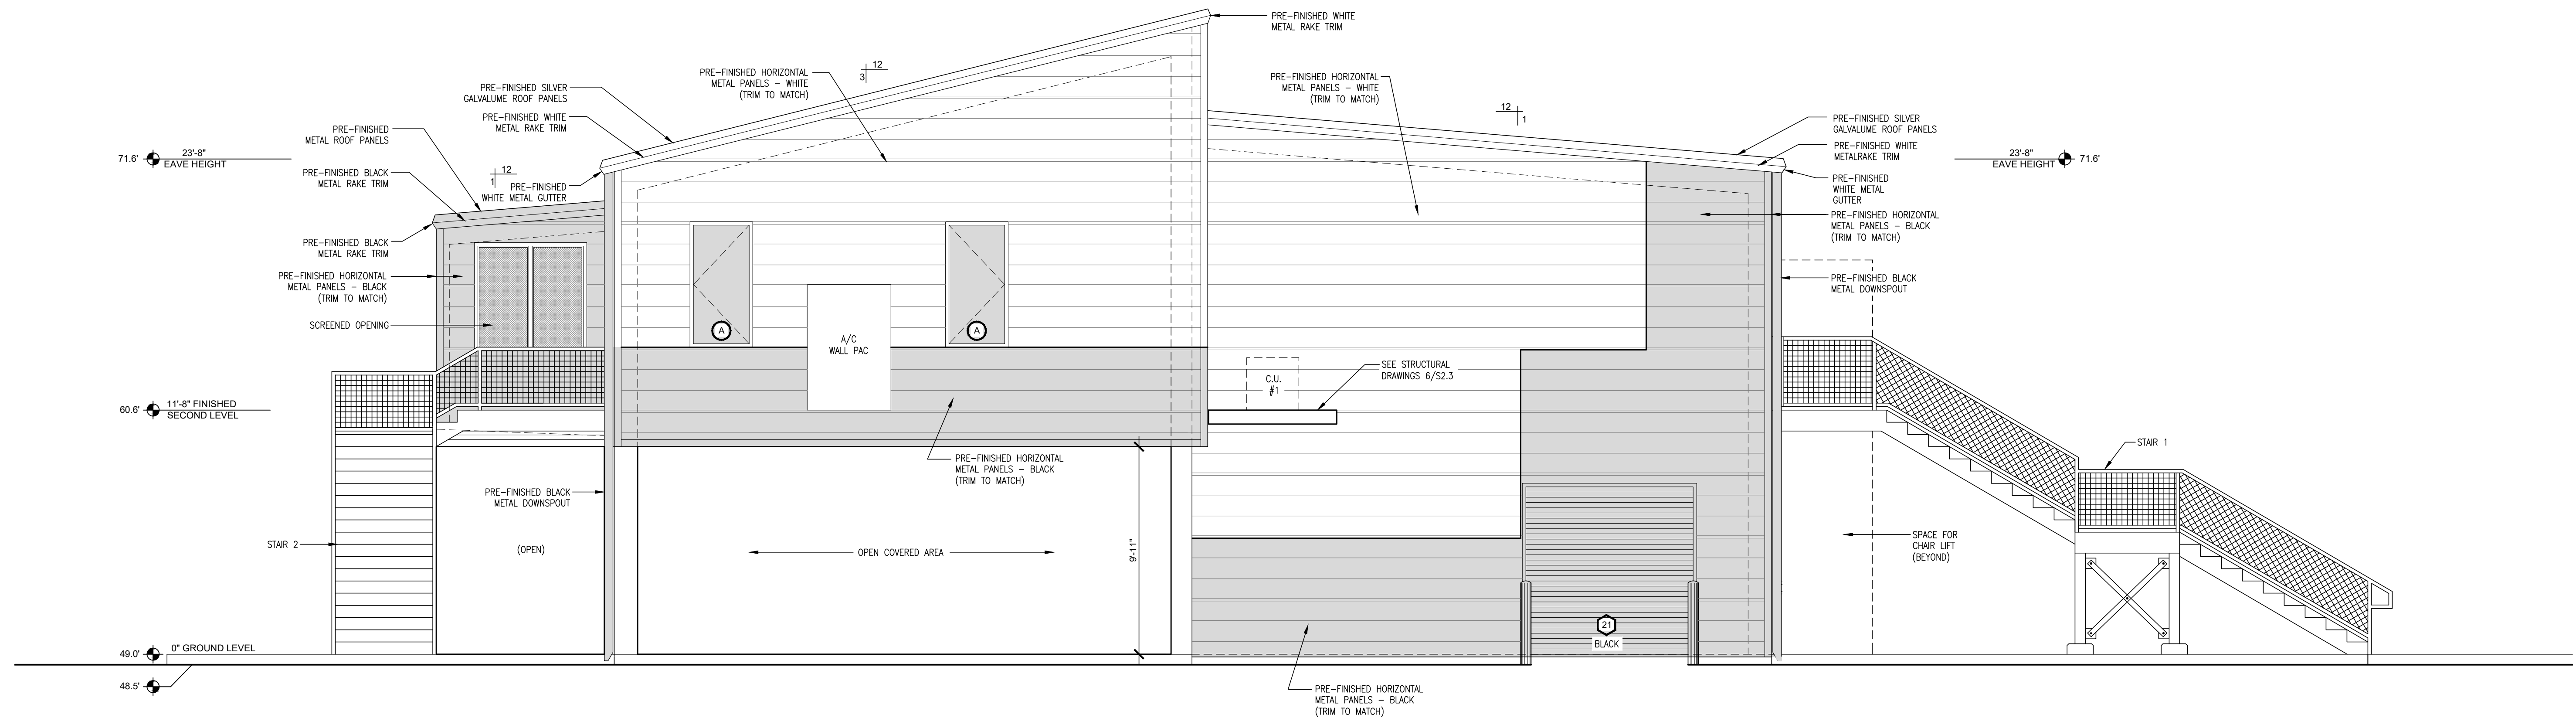 PRE-FINISHED WHITE
METAL RAKE TRIM
12
3
PRE-FINISHED HORIZONTAL
METAL PANELS - WHITE
(TRIM TO MATCH)
PRE-FINISHED HORIZONTAL
METAL PANELS - WHITE
(TRIM TO MATCH)
PRE-FINISHED SILVER
GALVALUME ROOF PANELS
PRE-FINISHED WHITE
METAL RAKE TRIM
12
1
PRE-FINISHED SILVER
GALVALUME ROOF PANELS
PRE-FINISHED
METAL ROOF PANELS
PRE-FINISHED WHITE
METALRAKE TRIM
71.6'
23'-8"
EAVE HEIGHT
23'-8"
EAVE HEIGHT
71.6'
PRE-FINISHED BLACK
METAL RAKE TRIM
12
1
PRE-FINISHED
WHITE METAL GUTTER
PRE-FINISHED
WHITE METAL
GUTTER
PRE-FINISHED HORIZONTAL
METAL PANELS - BLACK
(TRIM TO MATCH)
PRE-FINISHED BLACK
METAL RAKE TRIM
PRE-FINISHED HORIZONTAL
METAL PANELS - BLACK
(TRIM TO MATCH)
PRE-FINISHED BLACK
METAL DOWNSPOUT
SCREENED OPENING
A
A
A/C
WALL PAC
SEE STRUCTURAL
DRAWINGS 6/S2.3
C.U.
#1
60.6'
11'-8" FINISHED
SECOND LEVEL
STAIR 1
PRE-FINISHED HORIZONTAL
METAL PANELS - BLACK
(TRIM TO MATCH)
PRE-FINISHED BLACK
METAL DOWNSPOUT
STAIR 2
(OPEN)
OPEN COVERED AREA
9'-11"
SPACE FOR
CHAIR LIFT
(BEYOND)
21
BLACK
49.0'
0" GROUND LEVEL
48.5'
PRE-FINISHED HORIZONTAL
METAL PANELS - BLACK
(TRIM TO MATCH)